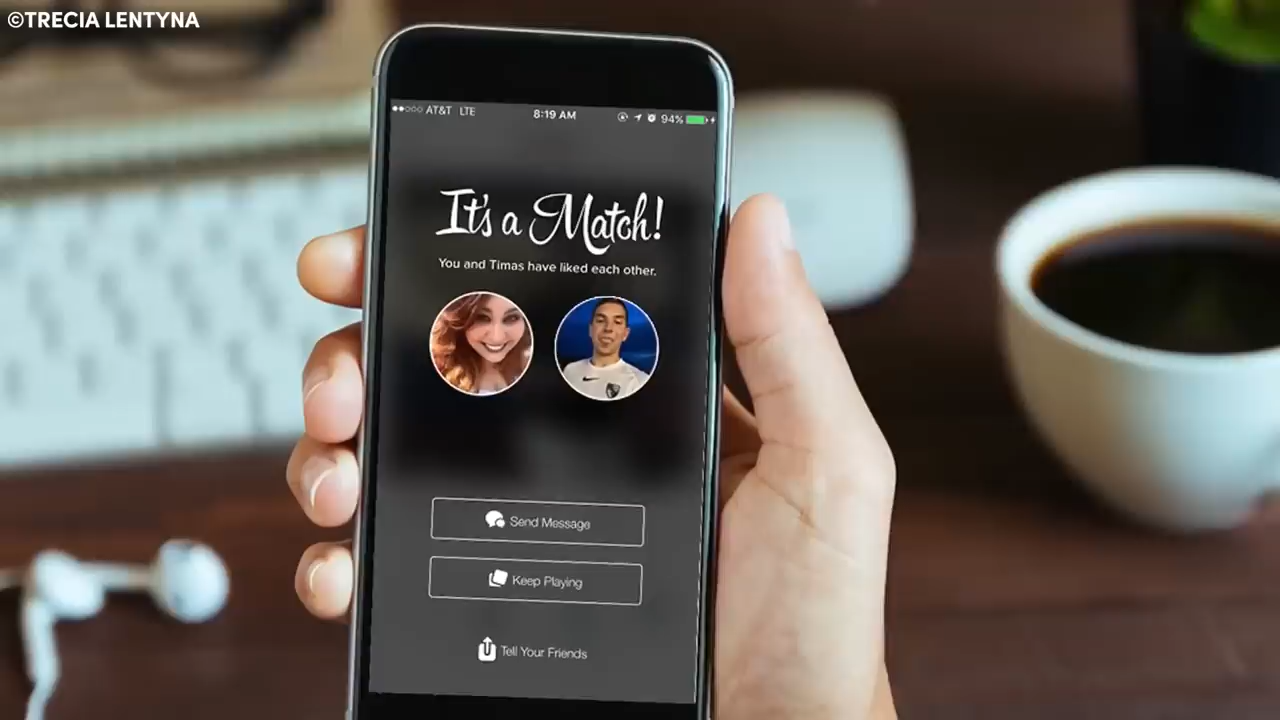 ©TRECIA LENTYNA
AT&T LTE 8:19 AM 94%
It's a Match!
You and Timas have liked each other.
Send Message
Keep Playing
Tell Your Friends